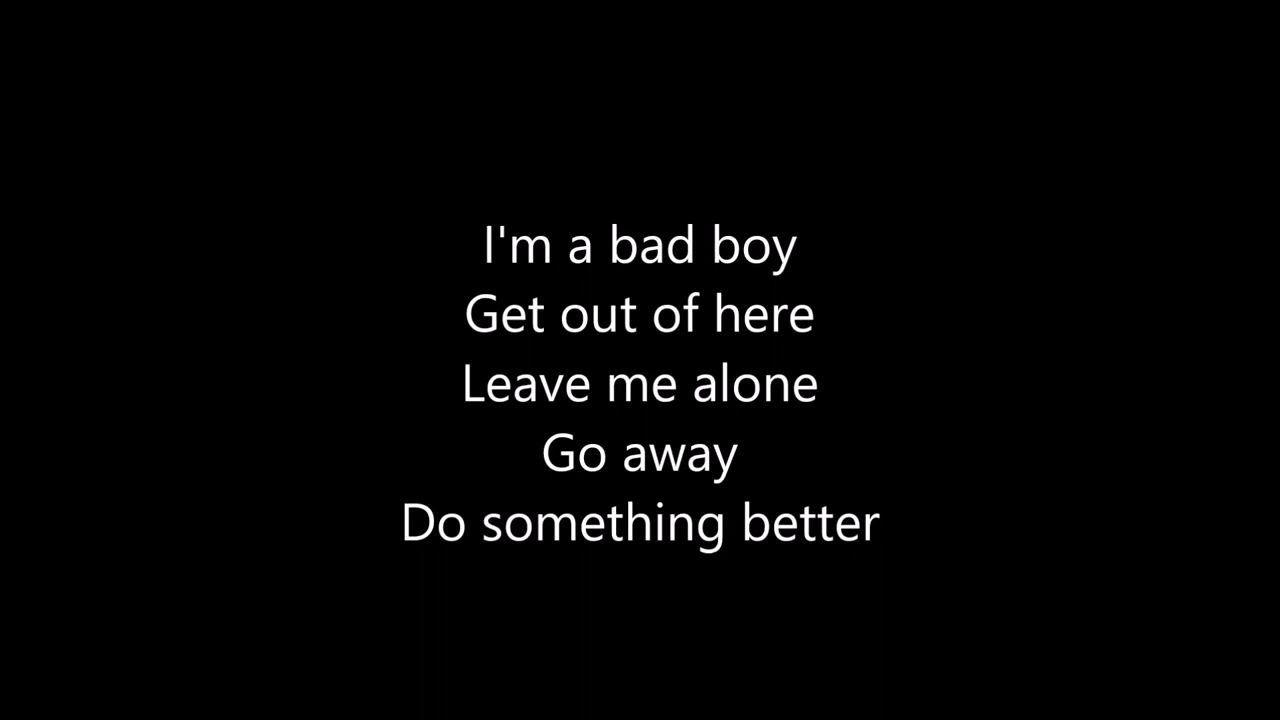 I'm a bad boy
Get out of here
Leave me alone
Go away
Do something better